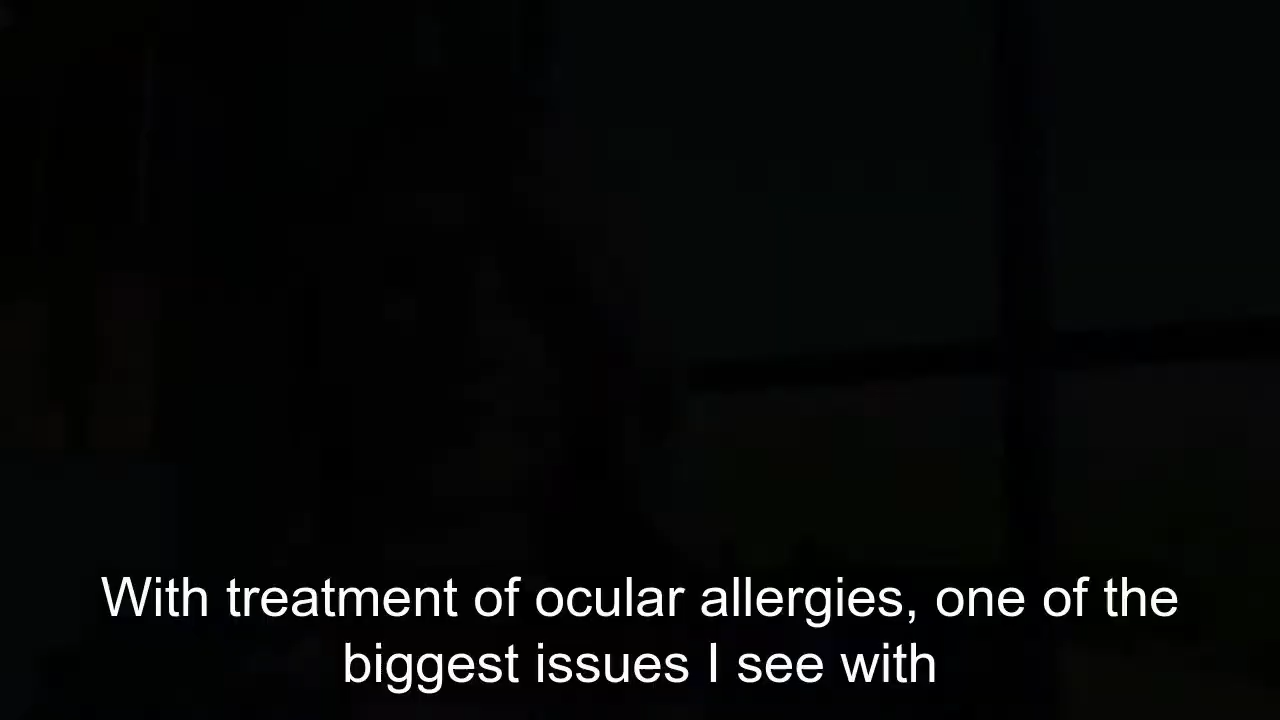 With treatment of ocular allergies, one of the
biggest issues I see with